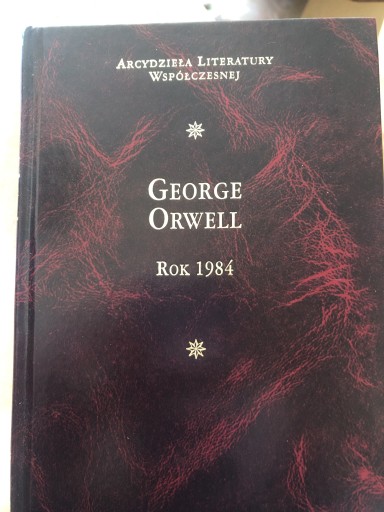 Arcydzieła Literatury
Współczesnej
George
Orwell
Rok 1984